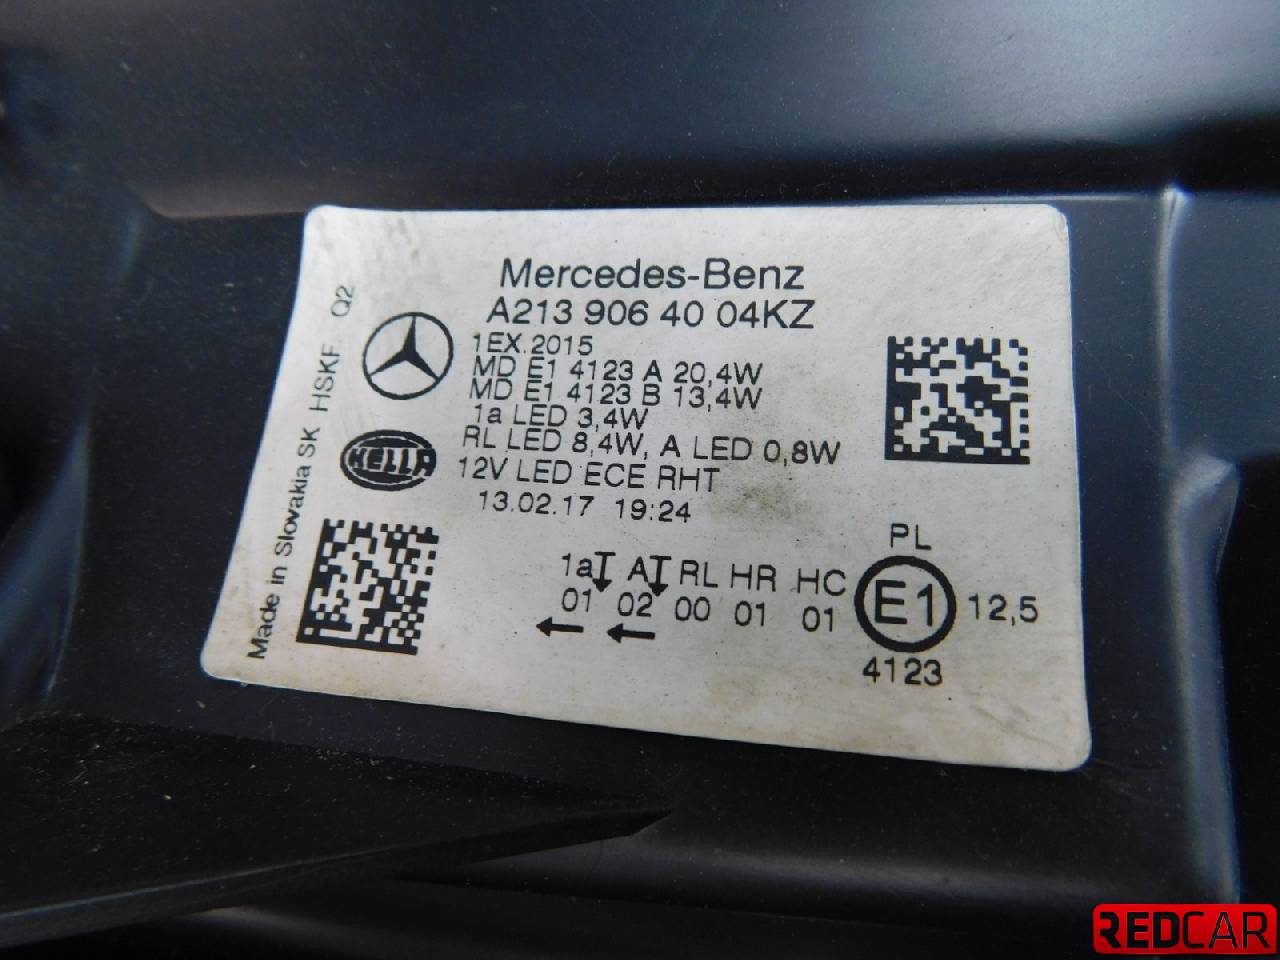 Mercedes-Benz
A213 906 40 04KZ
1EX.2015
MD E1 4123 A 20,4W
MD E1 4123 B 13,4W
1a LED 3,4W
RL LED 8,4W, A LED 0,8W
12V LED ECE RHT
13.02.17 19:24
HELLA
Made in Slovakia SK HSKF Q2
1a A RL HR HC
01 02 00 01 01
PL
E1 12,5
4123
REDCAR